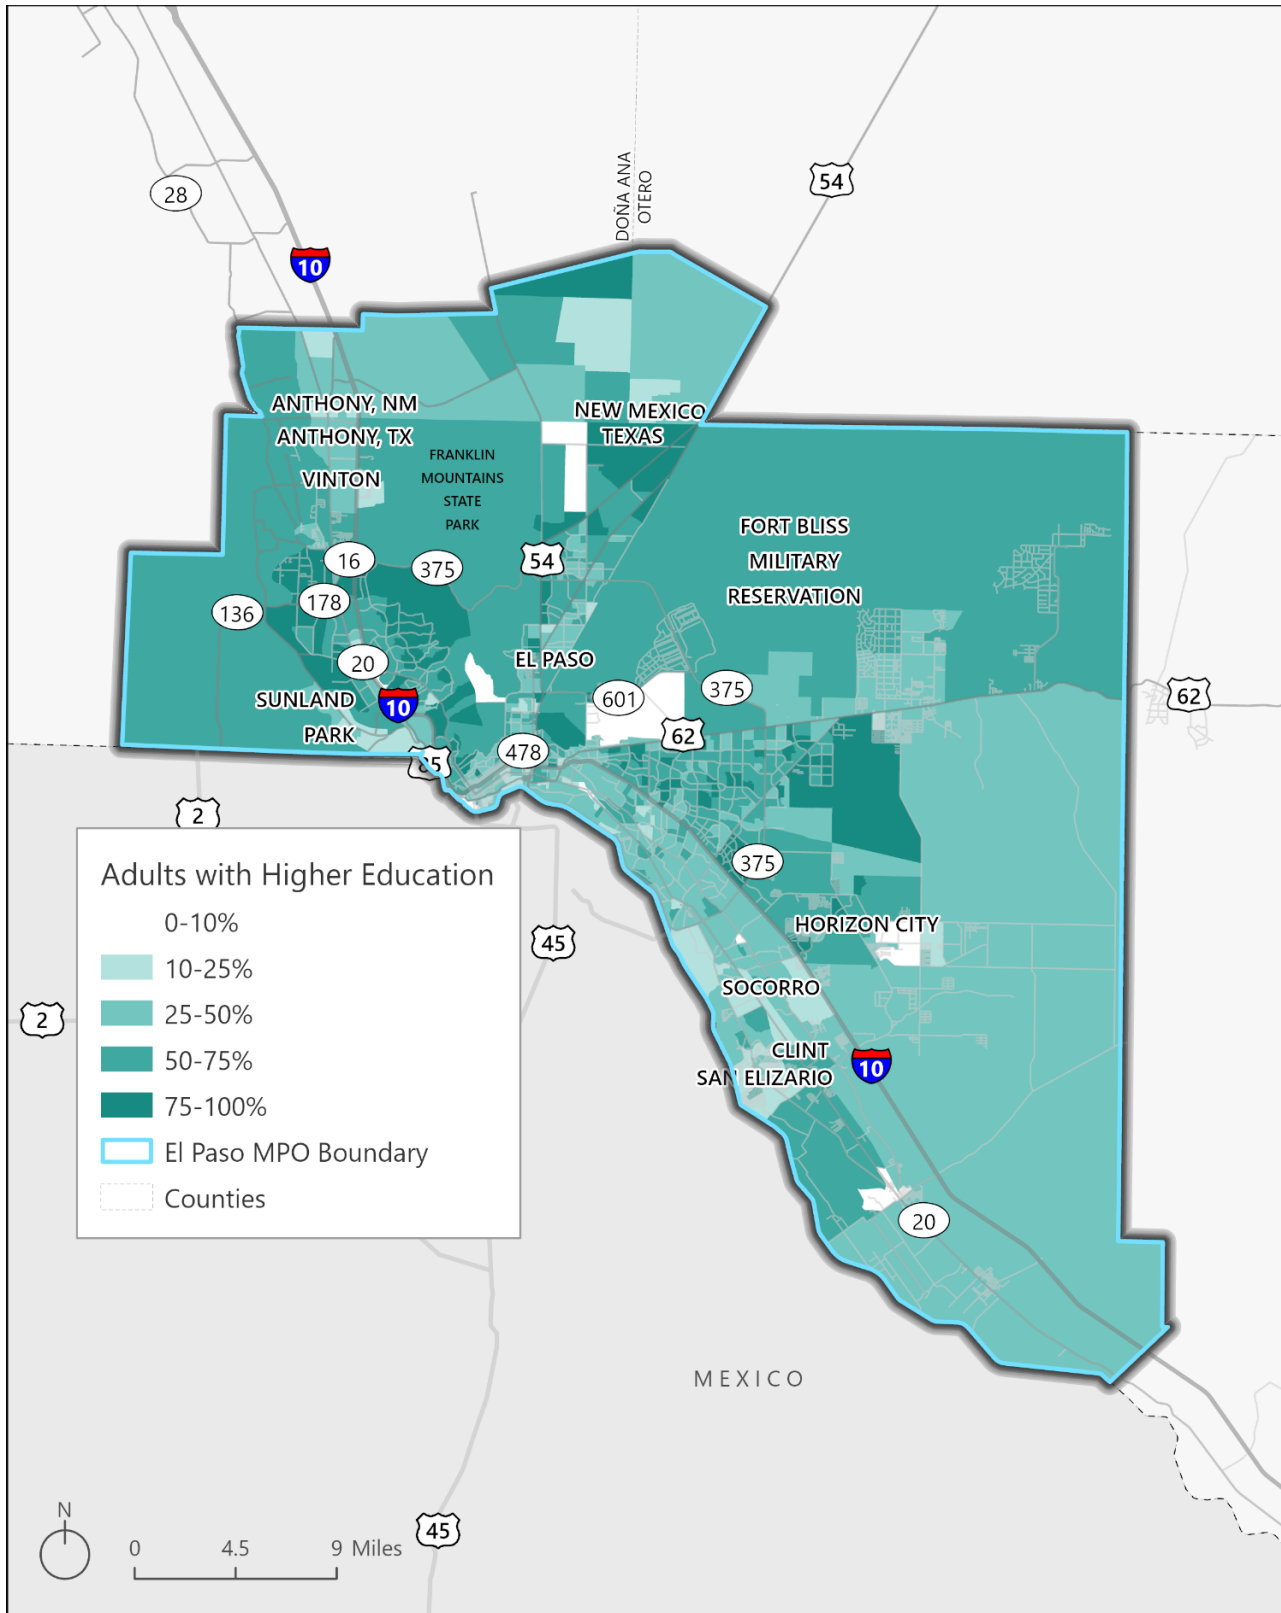 28
54
DOÑA ANA
OTERO
10
ANTHONY, NM
NEW MEXICO
ANTHONY, TX
TEXAS
FRANKLIN
MOUNTAINS
STATE
PARK
VINTON
FORT BLISS
MILITARY
RESERVATION
16
375
54
178
136
20
EL PASO
SUNLAND
PARK
10
601
375
62
62
478
85
2
375
Adults with Higher Education
0-10%
10-25%
25-50%
50-75%
75-100%
El Paso MPO Boundary
Counties
HORIZON CITY
45
SOCORRO
2
CLINT
SAN ELIZARIO
10
20
MEXICO
N
0 4.5 9 Miles
45